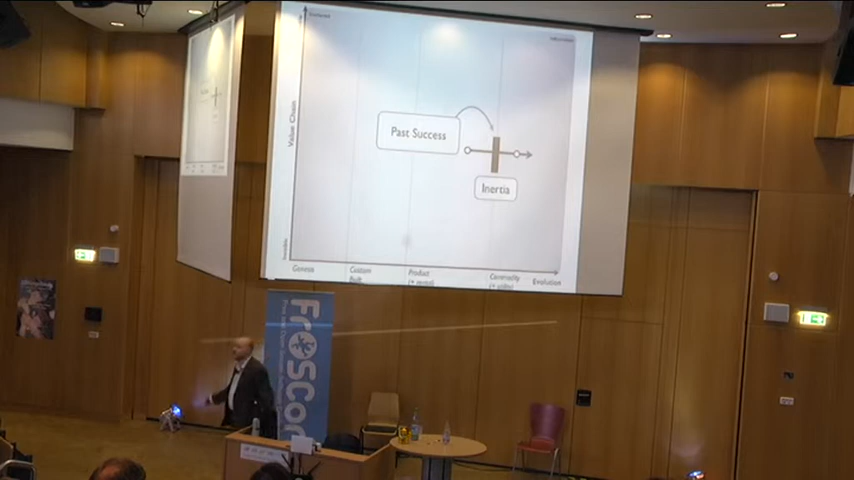 Value Chain
Past Success
Inertia
Genesis
Custom
Built
Product
(+ rental)
Commodity
(+ utility)
Evolution
FrOSCon